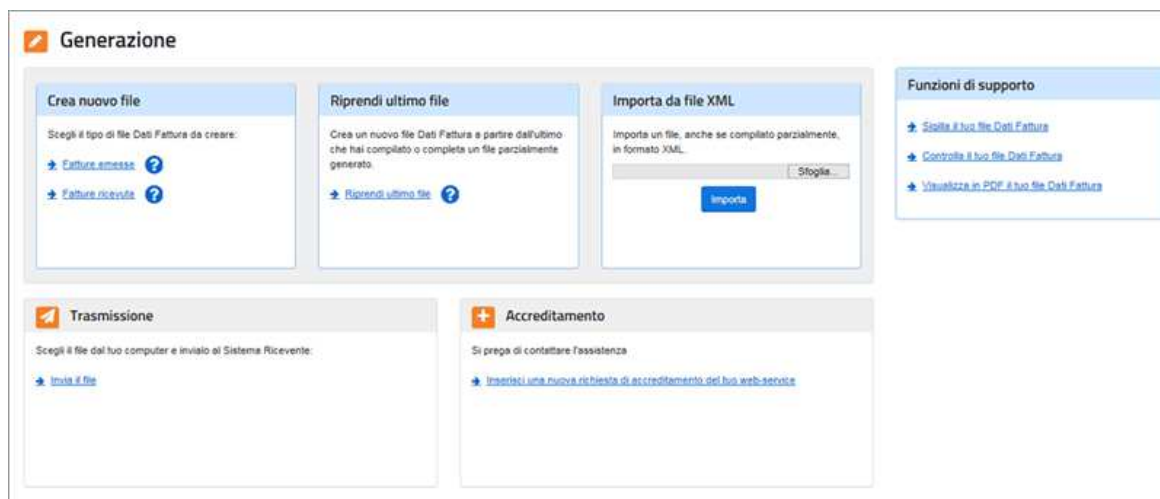 Generazione
Crea nuovo file
Scegli il tipo di file Dati Fattura da creare:
Fatture emesse ?
Fatture ricevute ?
Riprendi ultimo file
Crea un nuovo file Dati Fattura a partire dall'ultimo
che hai compilato o completa un file parzialmente
generato.
Riprendi ultimo file ?
Importa da file XML
Importa un file, anche se compilato parzialmente,
in formato XML.
Sfoglia...
Importa
Funzioni di supporto
Sigilla il tuo file Dati Fattura
Controlla il tuo file Dati Fattura
Visualizza in PDF il tuo file Dati Fattura
Trasmissione
Scegli il file dal tuo computer e invialo al Sistema Ricevente:
Invia il file
Accreditamento
Si prega di contattare l'assistenza
Inserisci una nuova richiesta di accreditamento del tuo web-service